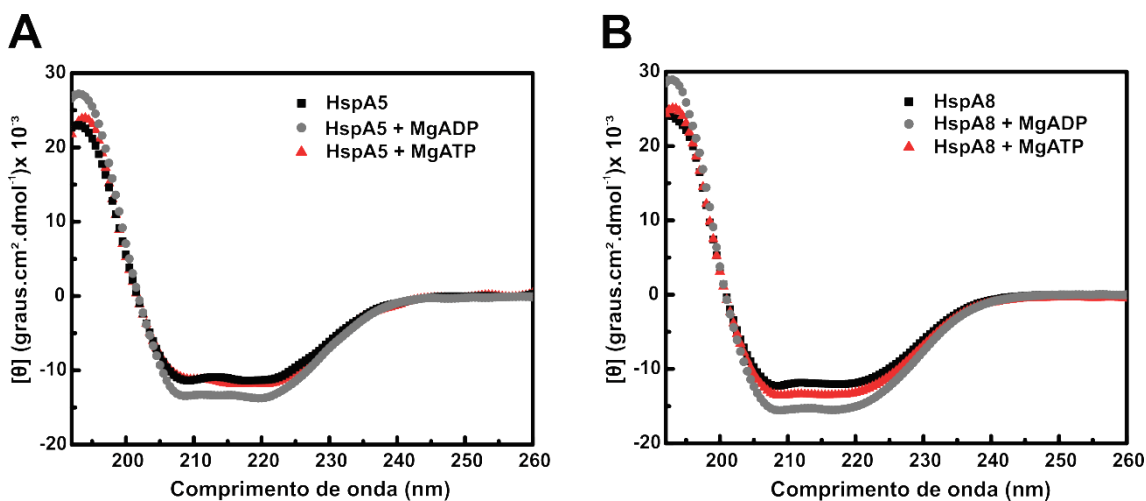 A
HspA5
HspA5 + MgADP
HspA5 + MgATP
[θ] (graus.cm².dmol⁻¹)x 10⁻³
30
20
10
0
-10
-20
200
210
220
230
240
250
260
Comprimento de onda (nm)
B
HspA8
HspA8 + MgADP
HspA8 + MgATP
[θ] (graus.cm².dmol⁻¹)x 10⁻³
30
20
10
0
-10
-20
200
210
220
230
240
250
260
Comprimento de onda (nm)